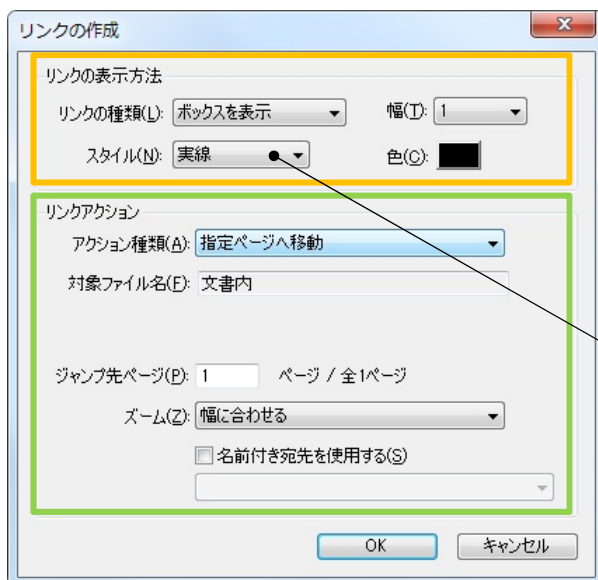 リンクの作成
リンクの表示方法
リンクの種類(L): ボックスを表示 幅(T): 1
スタイル(N): 実線 色(C):
リンクアクション
アクション種類(A): 指定ページへ移動
対象ファイル名(F): 文書内
ジャンプ先ページ(P): 1 ページ / 全1ページ
ズーム(Z): 幅に合わせる
名前付き宛先を使用する(S)
OK キャンセル